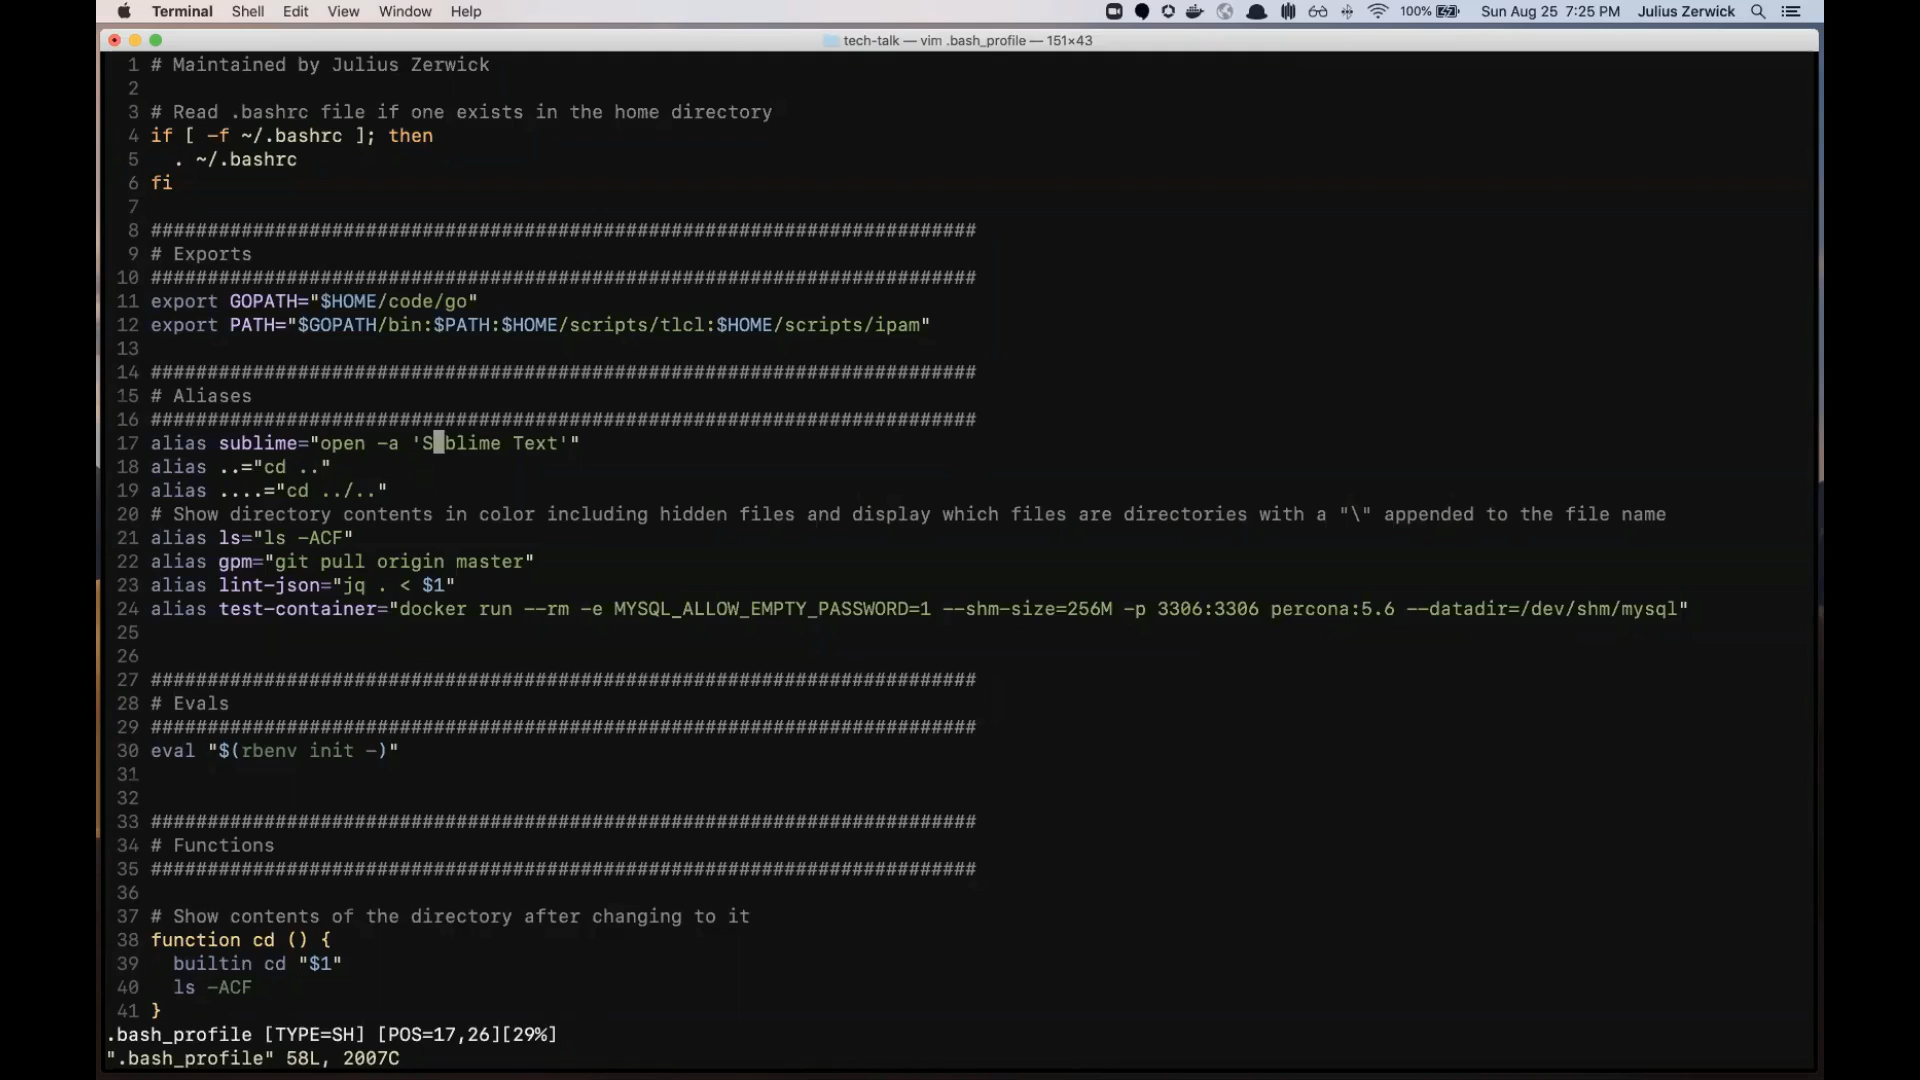 Terminal Shell Edit View Window Help 100% Sun Aug 25 7:25 PM Julius Zerwick
tech-talk — vim .bash_profile — 151×43
1 # Maintained by Julius Zerwick
2
3 # Read .bashrc file if one exists in the home directory
4 if [ -f ~/.bashrc ]; then
5   . ~/.bashrc
6 fi
7
8 #########################################################################
9 # Exports
10 #########################################################################
11 export GOPATH="$HOME/code/go"
12 export PATH="$GOPATH/bin:$PATH:$HOME/scripts/tlcl:$HOME/scripts/ipam"
13
14 #########################################################################
15 # Aliases
16 #########################################################################
17 alias sublime="open -a 'Sublime Text'"
18 alias ..="cd .."
19 alias ....="cd ../.."
20 # Show directory contents in color including hidden files and display which files are directories with a "\" appended to the file name
21 alias ls="ls -ACF"
22 alias gpm="git pull origin master"
23 alias lint-json="jq . < $1"
24 alias test-container="docker run --rm -e MYSQL_ALLOW_EMPTY_PASSWORD=1 --shm-size=256M -p 3306:3306 percona:5.6 --datadir=/dev/shm/mysql"
25
26
27 #########################################################################
28 # Evals
29 #########################################################################
30 eval "$(rbenv init -)"
31
32
33 #########################################################################
34 # Functions
35 #########################################################################
36
37 # Show contents of the directory after changing to it
38 function cd () {
39   builtin cd "$1"
40   ls -ACF
41 }
.bash_profile [TYPE=SH] [POS=17,26][29%]
".bash_profile" 58L, 2007C